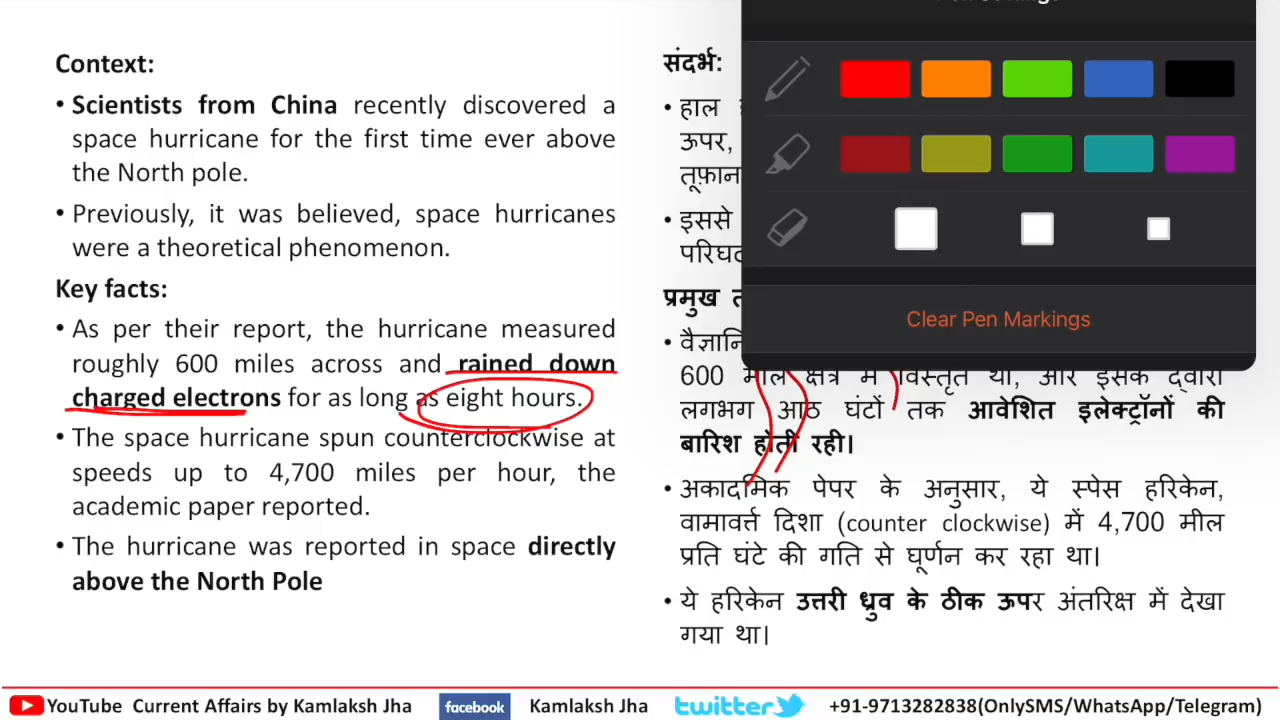 Context:
• Scientists from China recently discovered a
space hurricane for the first time ever above
the North pole.
• Previously, it was believed, space hurricanes
were a theoretical phenomenon.
Key facts:
• As per their report, the hurricane measured
roughly 600 miles across and rained down
charged electrons for as long as eight hours.
• The space hurricane spun counterclockwise at
speeds up to 4,700 miles per hour, the
academic paper reported.
• The hurricane was reported in space directly
above the North Pole
संदर्भ:
• हाल
ऊपर,
तूफ़ान
• इससे
प्रमुख
600 मील क्षेत्र में विस्तृत था, और इसके द्वारा
लगभग आठ घंटों तक आवेशित इलेक्ट्रॉनों की
बारिश होती रही।
• अकादमिक पेपर के अनुसार, ये स्पेस हरिकेन,
वामावर्त्त दिशा (counter clockwise) में 4,700 मील
प्रति घंटे की गति से घूर्णन कर रहा था।
• ये हरिकेन उत्तरी ध्रुव के ठीक ऊपर अंतरिक्ष में देखा
गया था।
Clear Pen Markings
YouTube Current Affairs by Kamlaksh Jha facebook Kamlaksh Jha twitter +91-9713282838(OnlySMS/WhatsApp/Telegram)